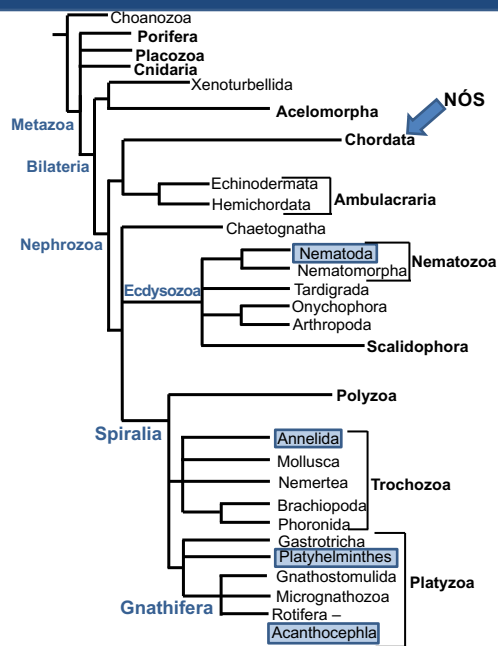 Choanozoa
Porifera
Placozoa
Cnidaria
Xenoturbellida
Acelomorpha
Metazoa
NÓS
Chordata
Bilateria
Echinodermata
Hemichordata
Ambulacraria
Chaetognatha
Nephrozoa
Nematoda
Nematomorpha
Nematozoa
Tardigrada
Ecdysozoa
Onychophora
Arthropoda
Scalidophora
Polyzoa
Spiralia
Annelida
Mollusca
Nemertea
Trochozoa
Brachiopoda
Phoronida
Gastrotricha
Platyhelminthes
Gnathostomulida
Platyzoa
Micrognathozoa
Gnathifera
Rotifera –
Acanthocephla